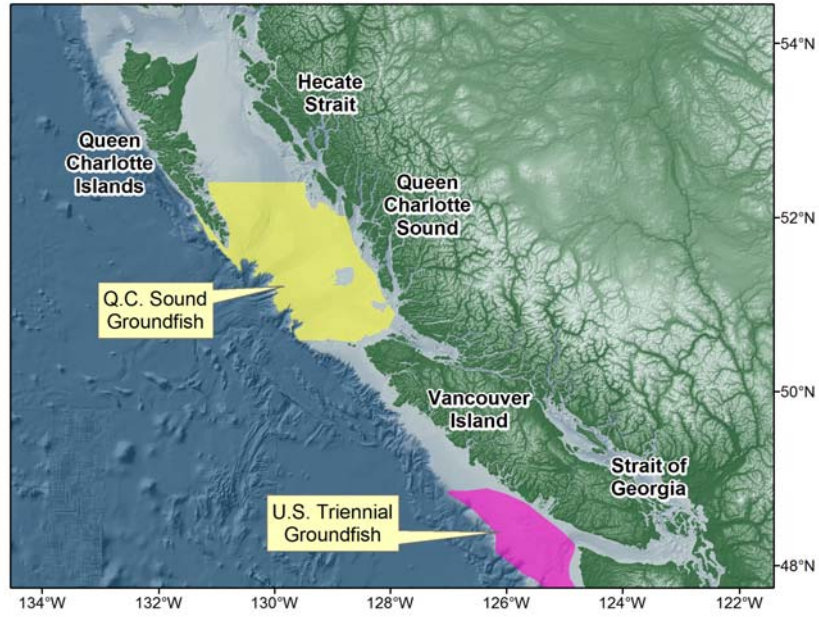 Hecate
Strait
Queen
Charlotte
Islands
Queen
Charlotte
Sound
Q.C. Sound
Groundfish
Vancouver
Island
Strait of
Georgia
U.S. Triennial
Groundfish
54°N
52°N
50°N
48°N
134°W
132°W
130°W
128°W
126°W
124°W
122°W